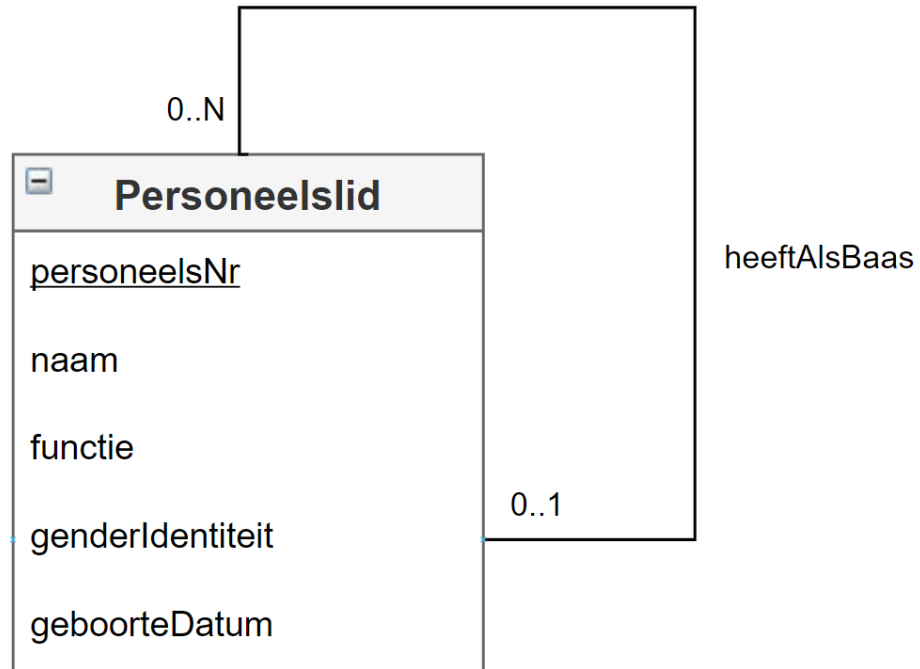 0..N
Personeelslid
personeelsNr
heeftAlsBaas
naam
functie
0..1
genderIdentiteit
geboorteDatum